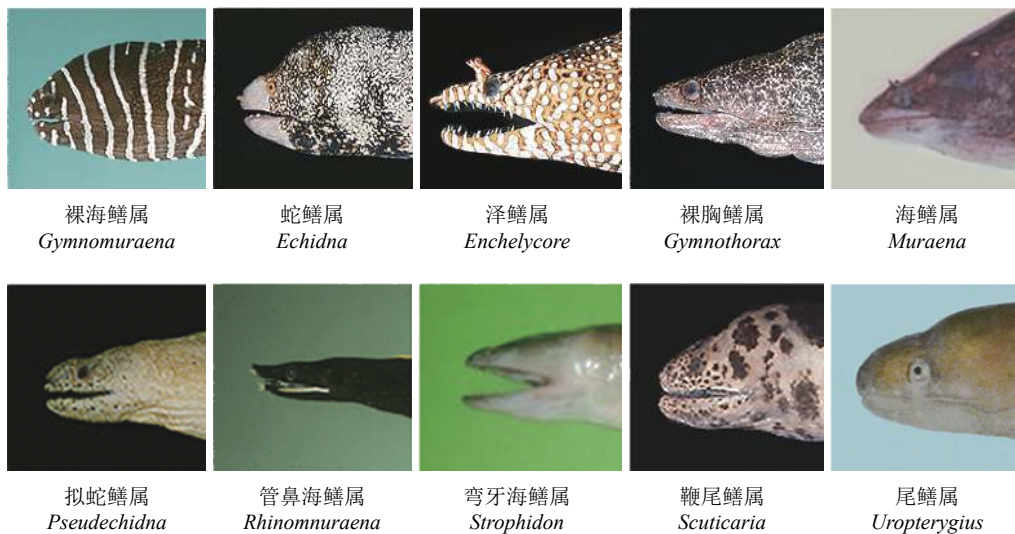 裸海鳝属
Gymnomuraena
蛇鳝属
Echidna
泽鳝属
Enchelycore
裸胸鳝属
Gymnothorax
海鳝属
Muraena
拟蛇鳝属
Pseudechidna
管鼻海鳝属
Rhinomnuraena
弯牙海鳝属
Strophidon
鞭尾鳝属
Scuticaria
尾鳝属
Uropterygius